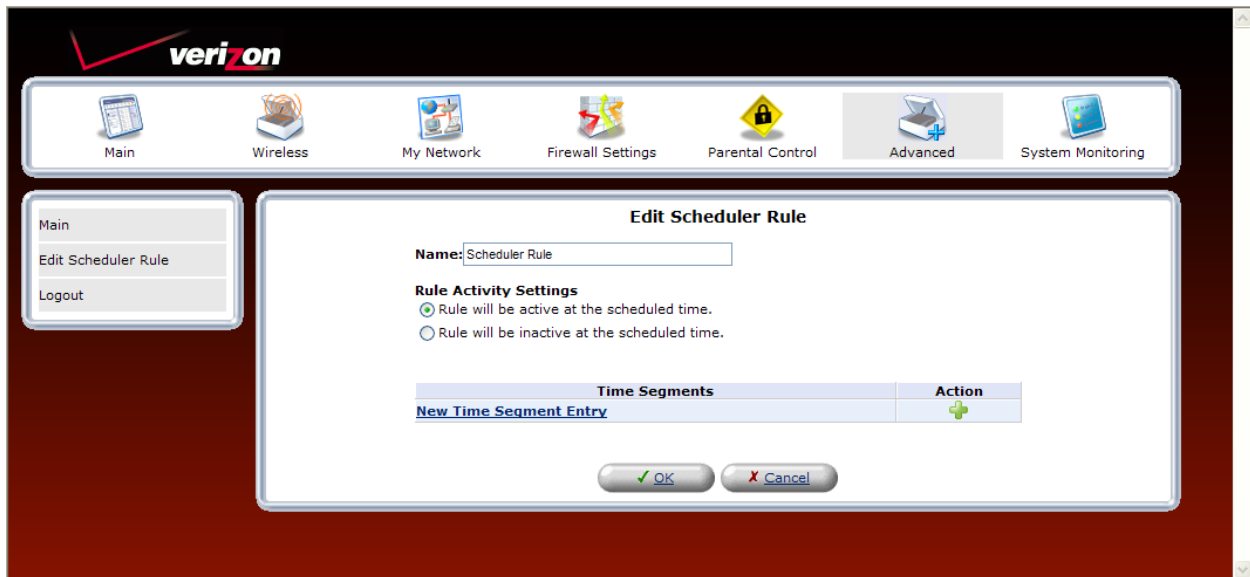 verizon
Main Wireless My Network Firewall Settings Parental Control Advanced System Monitoring
Main
Edit Scheduler Rule
Logout
Edit Scheduler Rule
Name: Scheduler Rule
Rule Activity Settings
Rule will be active at the scheduled time.
Rule will be inactive at the scheduled time.
Time Segments Action
New Time Segment Entry
OK Cancel